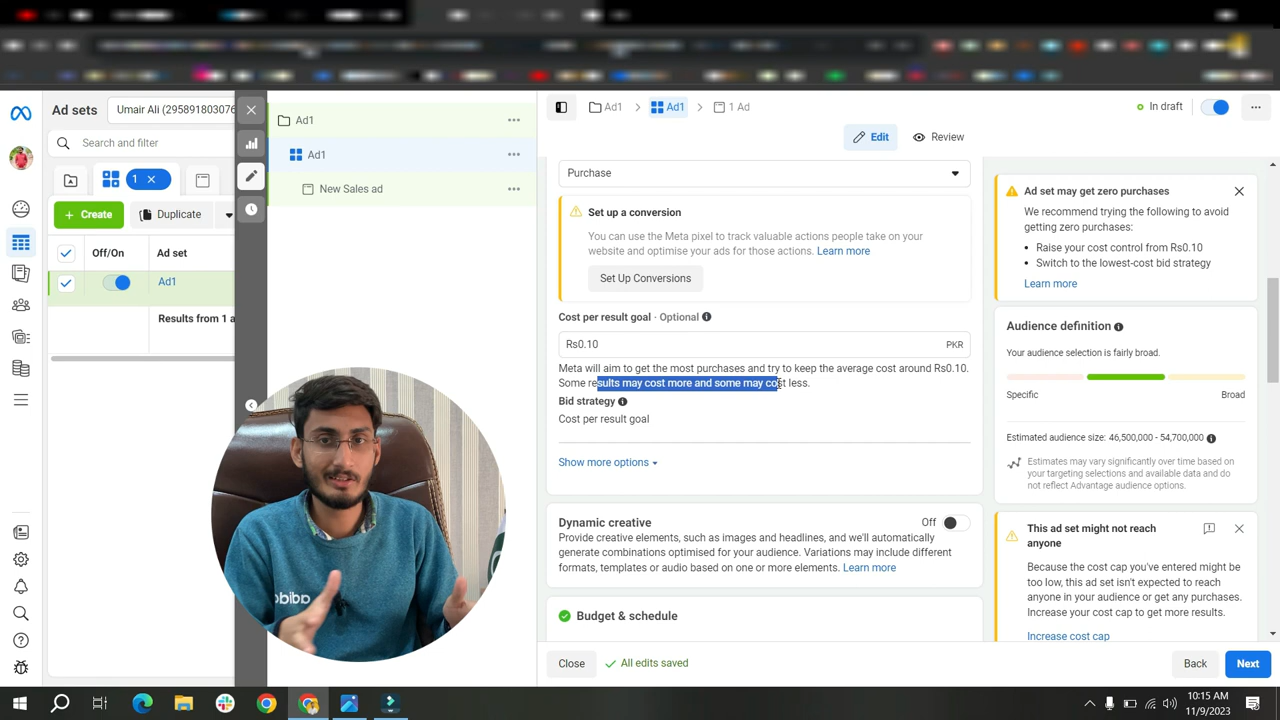 Ad sets
Umair Ali (295891803076
Search and filter
1
Create
Duplicate
Off/On
Ad set
Ad1
Results from 1 a
Ad1
Ad1
New Sales ad
Ad1
Ad1
1 Ad
In draft
Edit
Review
Purchase
Set up a conversion
You can use the Meta pixel to track valuable actions people take on your
website and optimise your ads for those actions. Learn more
Set Up Conversions
Cost per result goal · Optional
Rs0.10
PKR
Meta will aim to get the most purchases and try to keep the average cost around Rs0.10.
Some results may cost more and some may cost less.
Bid strategy
Cost per result goal
Show more options
Dynamic creative
Off
Provide creative elements, such as images and headlines, and we'll automatically
generate combinations optimised for your audience. Variations may include different
formats, templates or audio based on one or more elements. Learn more
Budget & schedule
Close
All edits saved
Back
Next
Ad set may get zero purchases
We recommend trying the following to avoid
getting zero purchases:
• Raise your cost control from Rs0.10
• Switch to the lowest-cost bid strategy
Learn more
Audience definition
Your audience selection is fairly broad.
Specific
Broad
Estimated audience size: 46,500,000 - 54,700,000
Estimates may vary significantly over time based on
your targeting selections and available data and do
not reflect Advantage audience options.
This ad set might not reach
anyone
Because the cost cap you've entered might be
too low, this ad set isn't expected to reach
anyone in your audience or get any purchases.
Increase your cost cap to get more results.
Increase cost cap
10:15 AM
11/9/2023